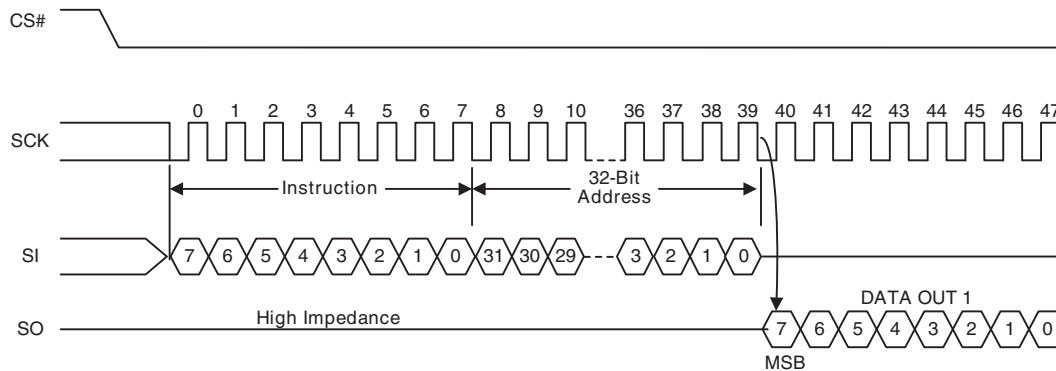 CS#
0 1 2 3 4 5 6 7 8 9 10 36 37 38 39 40 41 42 43 44 45 46 47
SCK
Instruction
32-Bit
Address
SI
7 6 5 4 3 2 1 0 31 30 29 3 2 1 0
DATA OUT 1
High Impedance
SO
7 6 5 4 3 2 1 0
MSB